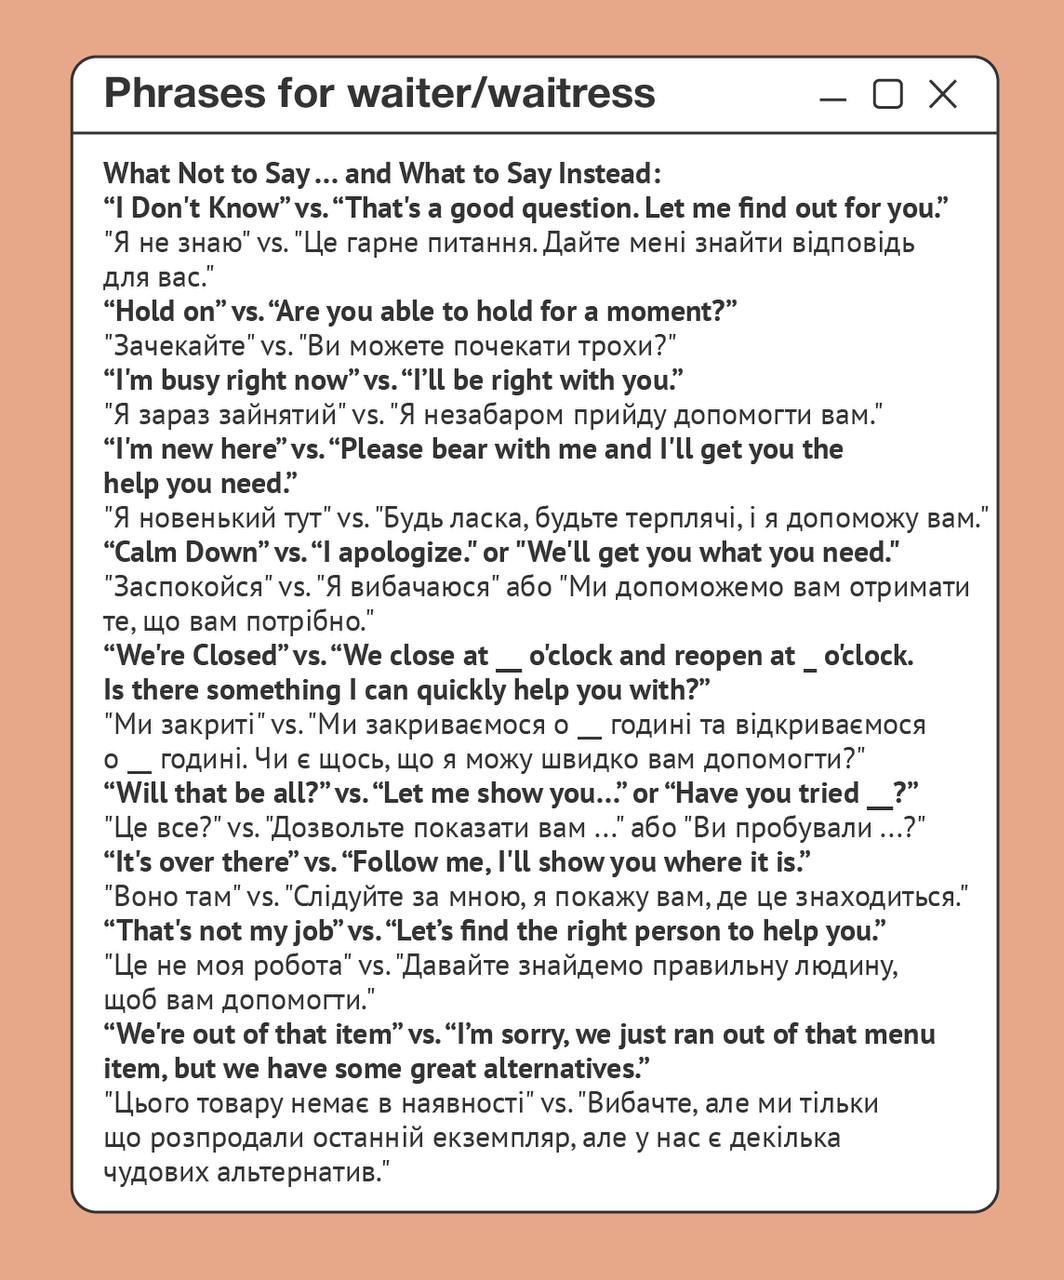 Phrases for waiter/waitress
What Not to Say... and What to Say Instead:
“I Don't Know” vs. “That's a good question. Let me find out for you.”
"Я не знаю" vs. "Це гарне питання. Дайте мені знайти відповідь
для вас."
“Hold on” vs. “Are you able to hold for a moment?”
"Зачекайте" vs. "Ви можете почекати трохи?"
“I'm busy right now” vs. “I’ll be right with you.”
"Я зараз зайнятий" vs. "Я незабаром прийду допомогти вам."
“I'm new here” vs. “Please bear with me and I'll get you the
help you need.”
"Я новенький тут" vs. "Будь ласка, будьте терплячі, і я допоможу вам."
“Calm Down” vs. “I apologize." or "We'll get you what you need."
"Заспокойся" vs. "Я вибачаюся" або "Ми допоможемо вам отримати
те, що вам потрібно."
“We're Closed” vs. “We close at __ o'clock and reopen at _ o'clock.
Is there something I can quickly help you with?”
"Ми закриті" vs. "Ми закриваємося о __ годині та відкриваємося
о __ годині. Чи є щось, що я можу швидко вам допомогти?"
“Will that be all?” vs. “Let me show you...” or “Have you tried __?”
"Це все?" vs. "Дозвольте показати вам ..." або "Ви пробували ...?"
“It's over there” vs. “Follow me, I'll show you where it is.”
"Воно там" vs. "Слідуйте за мною, я покажу вам, де це знаходиться."
“That's not my job” vs. “Let’s find the right person to help you.”
"Це не моя робота" vs. "Давайте знайдемо правильну людину,
щоб вам допомогти."
“We're out of that item” vs. “I’m sorry, we just ran out of that menu
item, but we have some great alternatives.”
"Цього товару немає в наявності" vs. "Вибачте, але ми тільки
що розпродали останній екземпляр, але у нас є декілька
чудових альтернатив."